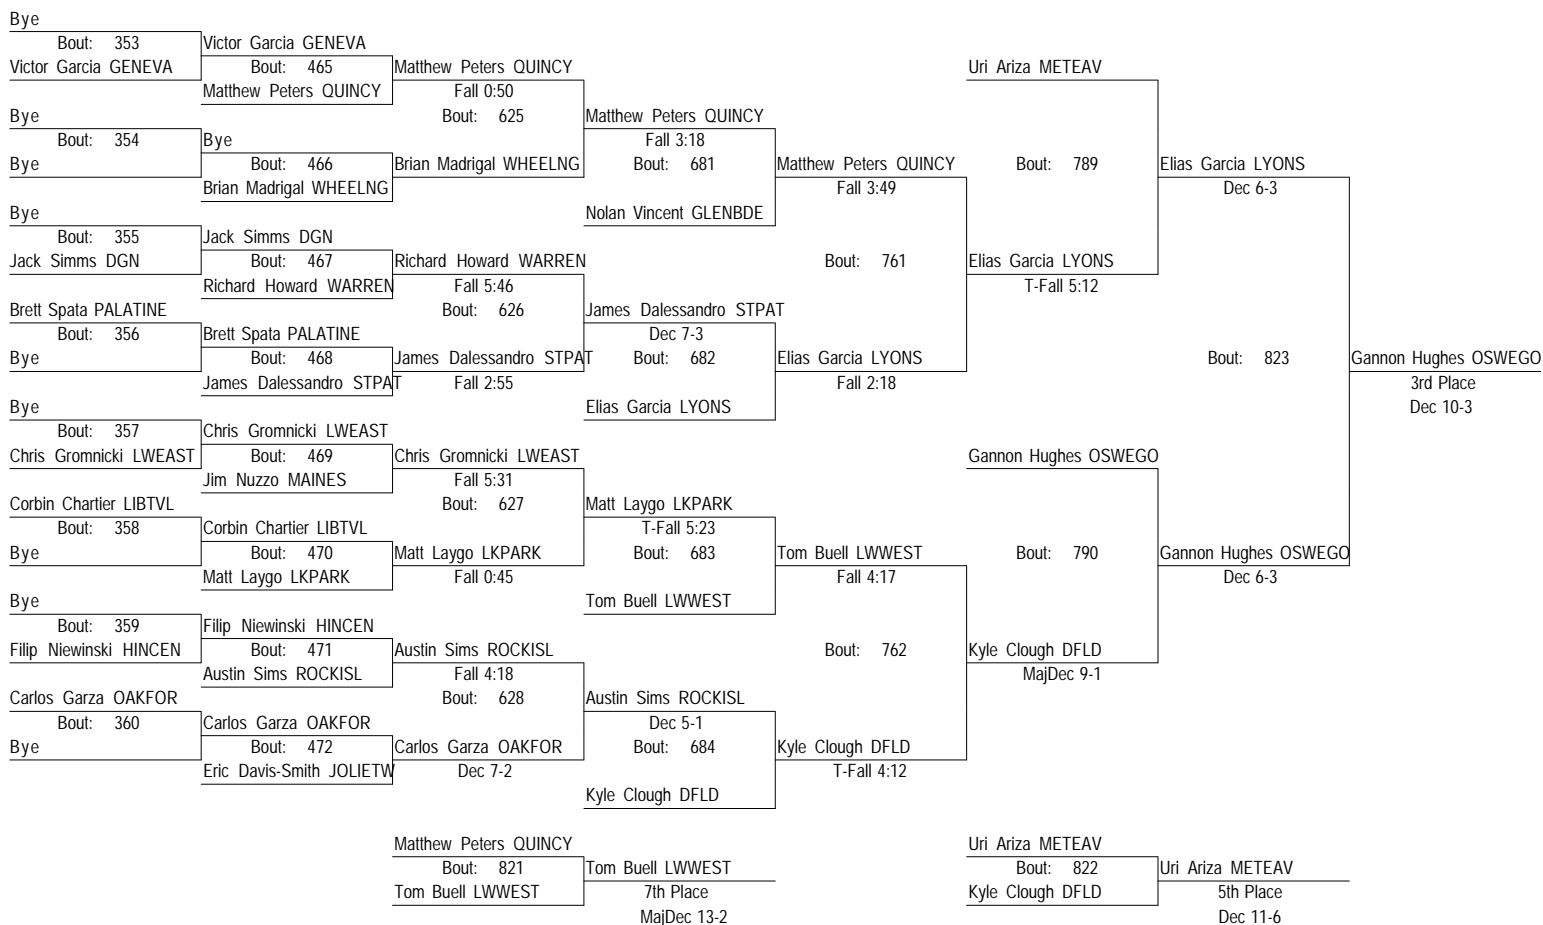 Bye
Bout: 353
Victor Garcia GENEVA
Victor Garcia GENEVA
Bout: 465
Matthew Peters QUINCY
Matthew Peters QUINCY
Fall 0:50
Bout: 625
Bye
Bout: 354
Bye
Bye
Bout: 466
Brian Madrigal WHEELNG
Brian Madrigal WHEELNG
Matthew Peters QUINCY
Fall 3:18
Bout: 681
Nolan Vincent GLENBDE
Matthew Peters QUINCY
Fall 3:49
Bye
Bout: 355
Jack Simms DGN
Jack Simms DGN
Bout: 467
Richard Howard WARREN
Richard Howard WARREN
Fall 5:46
Bout: 626
Brett Spata PALATINE
Bout: 356
Bye
Brett Spata PALATINE
Bout: 468
James Dalessandro STPAT
James Dalessandro STPAT
Fall 2:55
James Dalessandro STPAT
Dec 7-3
Bout: 682
Elias Garcia LYONS
Elias Garcia LYONS
Fall 2:18
Bout: 761
Uri Ariza METEAV
Bout: 789
Elias Garcia LYONS
T-Fall 5:12
Elias Garcia LYONS
Dec 6-3
Bye
Bout: 357
Chris Gromnicki LWEAST
Chris Gromnicki LWEAST
Bout: 469
Jim Nuzzo MAINES
Chris Gromnicki LWEAST
Fall 5:31
Bout: 627
Corbin Chartier LIBTVL
Bout: 358
Bye
Corbin Chartier LIBTVL
Bout: 470
Matt Laygo LKPARK
Matt Laygo LKPARK
Fall 0:45
Matt Laygo LKPARK
T-Fall 5:23
Bout: 683
Tom Buell LWWEST
Tom Buell LWWEST
Fall 4:17
Bye
Bout: 359
Filip Niewinski HINCEN
Filip Niewinski HINCEN
Bout: 471
Austin Sims ROCKISL
Austin Sims ROCKISL
Fall 4:18
Bout: 628
Carlos Garza OAKFOR
Bout: 360
Bye
Carlos Garza OAKFOR
Bout: 472
Eric Davis-Smith JOLIETW
Carlos Garza OAKFOR
Dec 7-2
Austin Sims ROCKISL
Dec 5-1
Bout: 684
Kyle Clough DFLD
Kyle Clough DFLD
T-Fall 4:12
Bout: 762
Gannon Hughes OSWEGO
Bout: 790
Kyle Clough DFLD
MajDec 9-1
Gannon Hughes OSWEGO
Dec 6-3
Bout: 823
Gannon Hughes OSWEGO
3rd Place
Dec 10-3
Matthew Peters QUINCY
Bout: 821
Tom Buell LWWEST
Tom Buell LWWEST
7th Place
MajDec 13-2
Uri Ariza METEAV
Bout: 822
Kyle Clough DFLD
Uri Ariza METEAV
5th Place
Dec 11-6